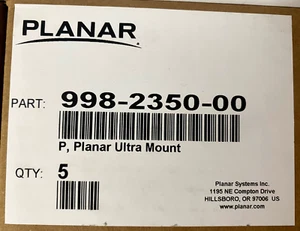 PLANAR
PART: 998-2350-00
P, Planar Ultra Mount
QTY: 5
Planar Systems Inc.
1195 NE Compton Drive
HILLSBORO, OR 97006 US
www.planar.com